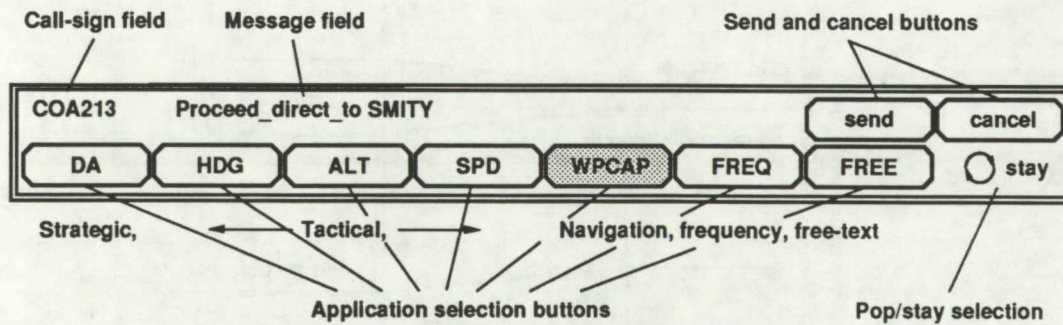 Call-sign field Message field Send and cancel buttons
COA213 Proceed_direct_to SMITY send cancel
DA HDG ALT SPD WPCAP FREQ FREE stay
Strategic, Tactical, Navigation, frequency, free-text
Application selection buttons Pop/stay selection